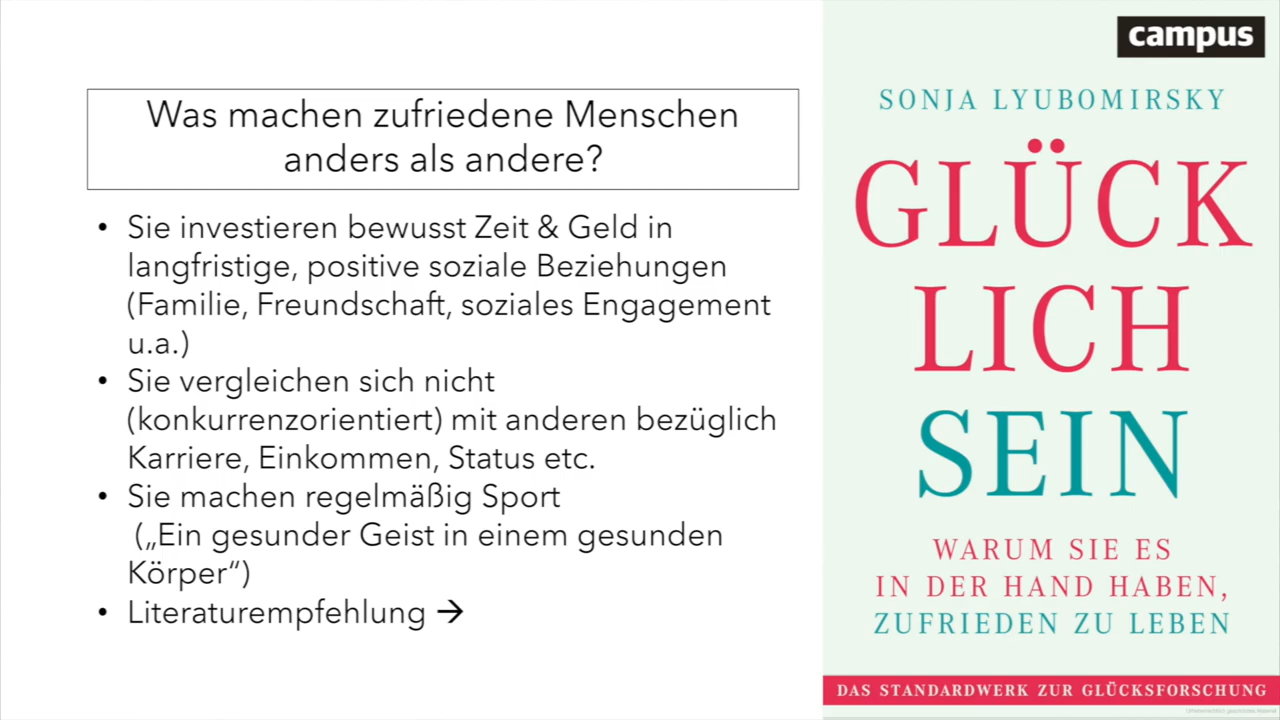 Was machen zufriedene Menschen
anders als andere?
• Sie investieren bewusst Zeit & Geld in
langfristige, positive soziale Beziehungen
(Familie, Freundschaft, soziales Engagement
u.a.)
• Sie vergleichen sich nicht
(konkurrenzorientiert) mit anderen bezüglich
Karriere, Einkommen, Status etc.
• Sie machen regelmäßig Sport
(„Ein gesunder Geist in einem gesunden
Körper“)
• Literaturempfehlung →
campus
SONJA LYUBOMIRSKY
GLÜCK
LICH
SEIN
WARUM SIE ES
IN DER HAND HABEN,
ZUFRIEDEN ZU LEBEN
DAS STANDARDWERK ZUR GLÜCKSFORSCHUNG